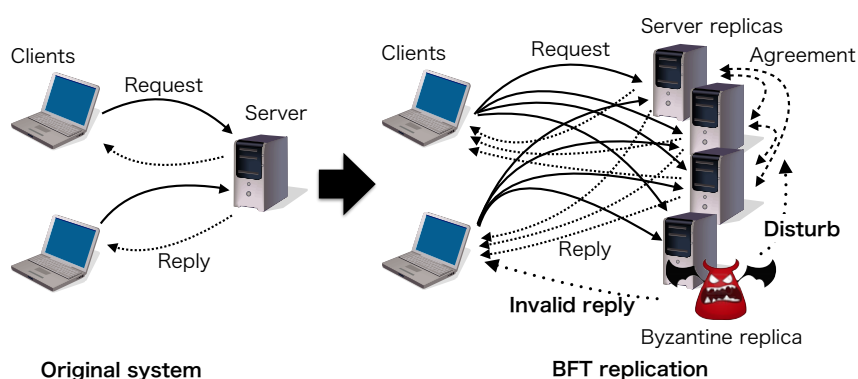 Clients
Request
Server
Reply
Original system
Server replicas
Clients
Request
Agreement
Disturb
Reply
Invalid reply
Byzantine replica
BFT replication